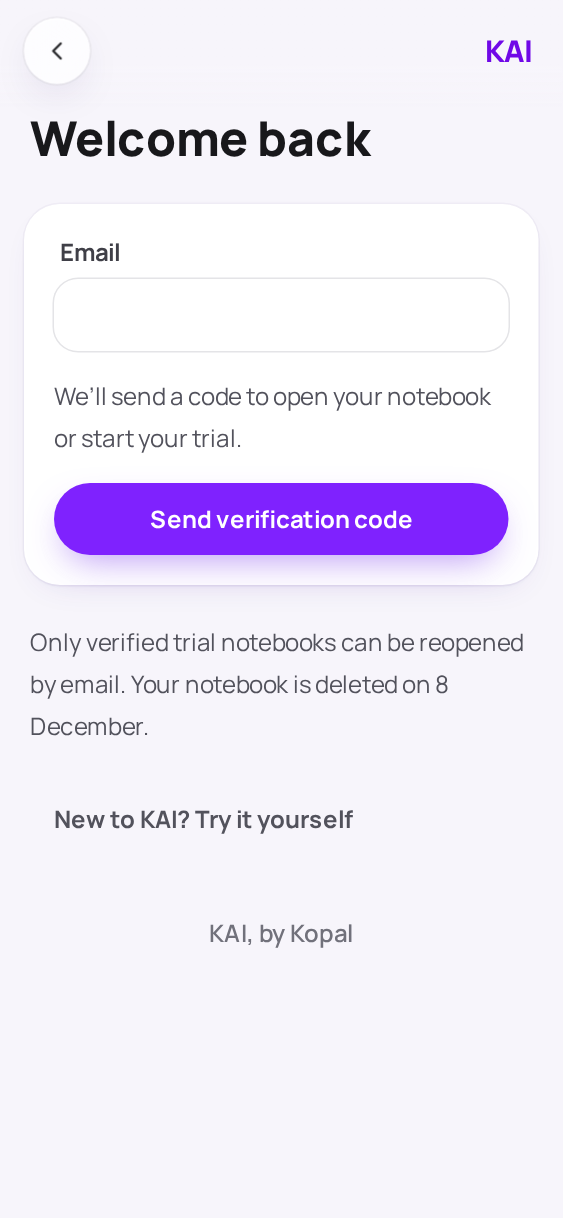 KAI
Welcome back
Email
We’ll send a code to open your notebook
or start your trial.
Send verification code
Only verified trial notebooks can be reopened
by email. Your notebook is deleted on 8
December.
New to KAI? Try it yourself
KAI, by Kopal